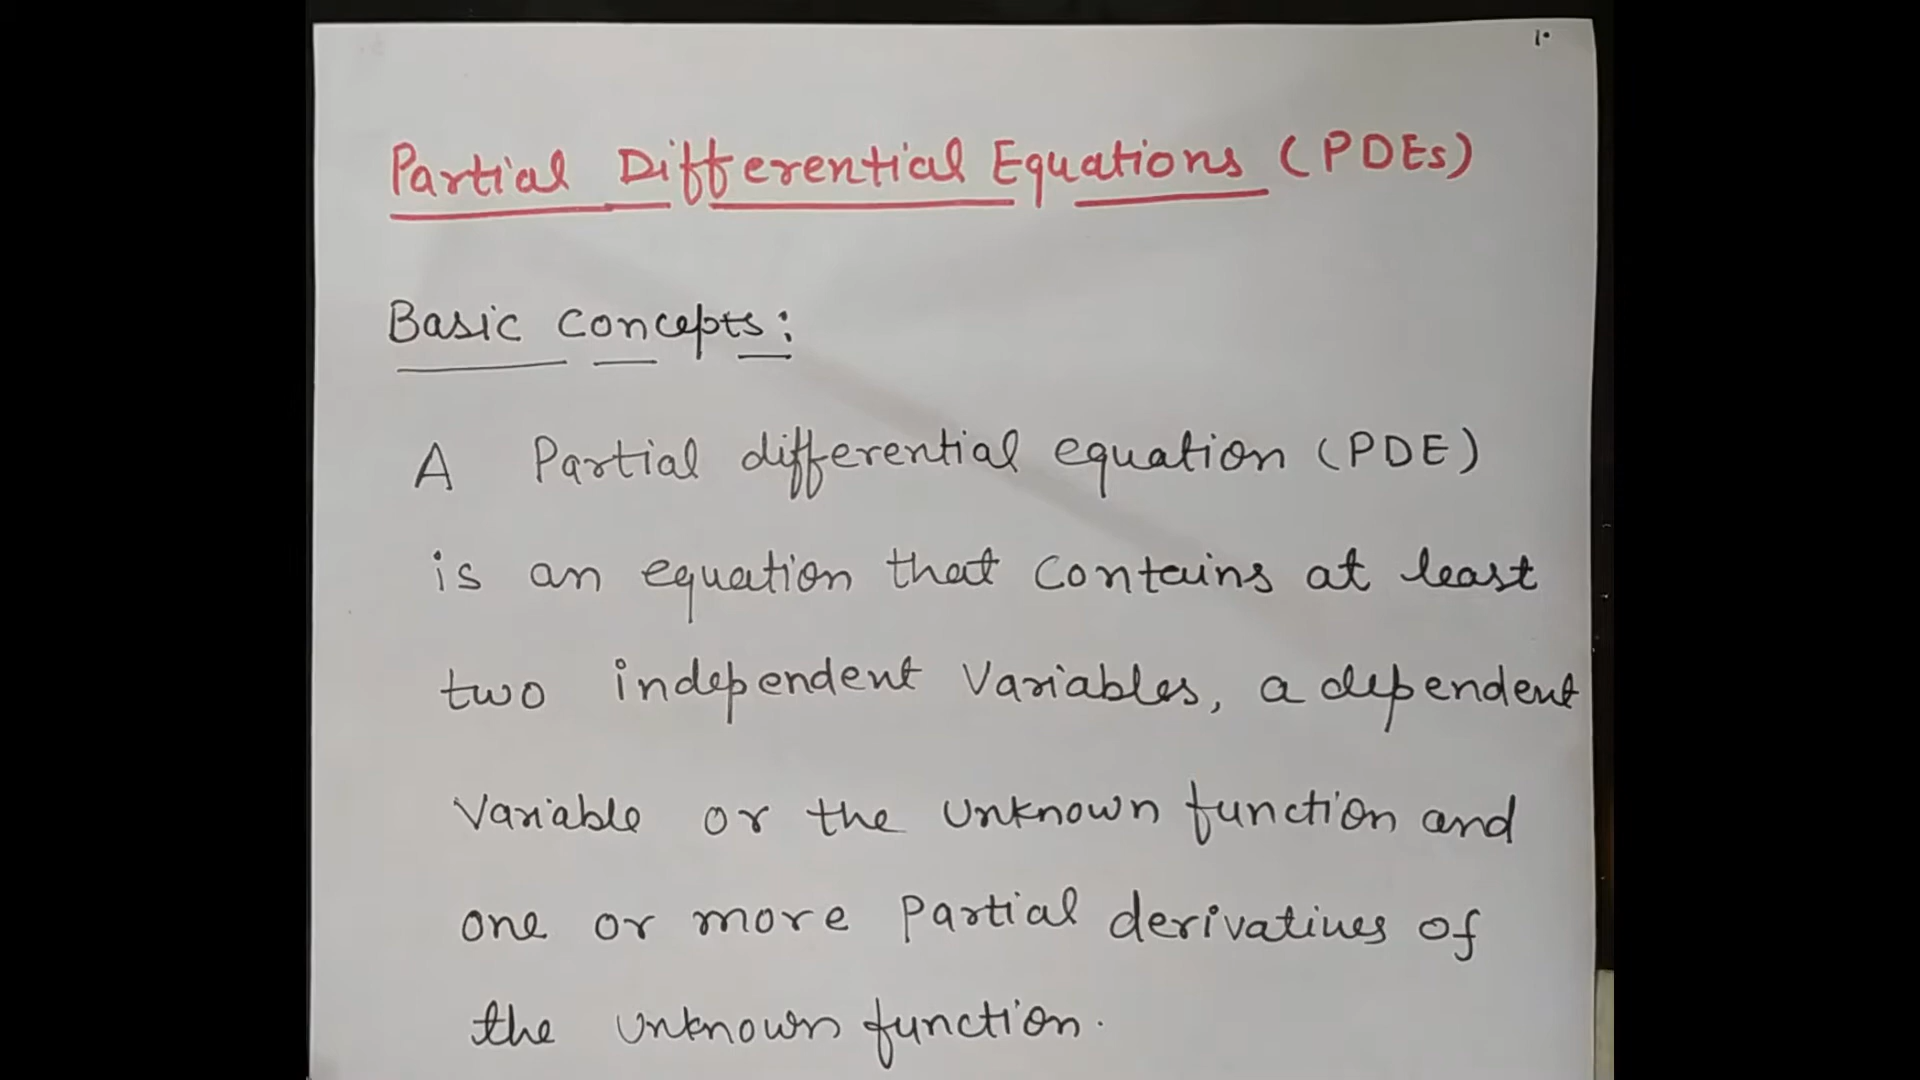 1.
Partial Differential Equations (PDEs)
Basic concepts:
A Partial differential equation (PDE)
is an equation that contains at least
two independent variables, a dependent
variable or the unknown function and
one or more partial derivatives of
the unknown function.